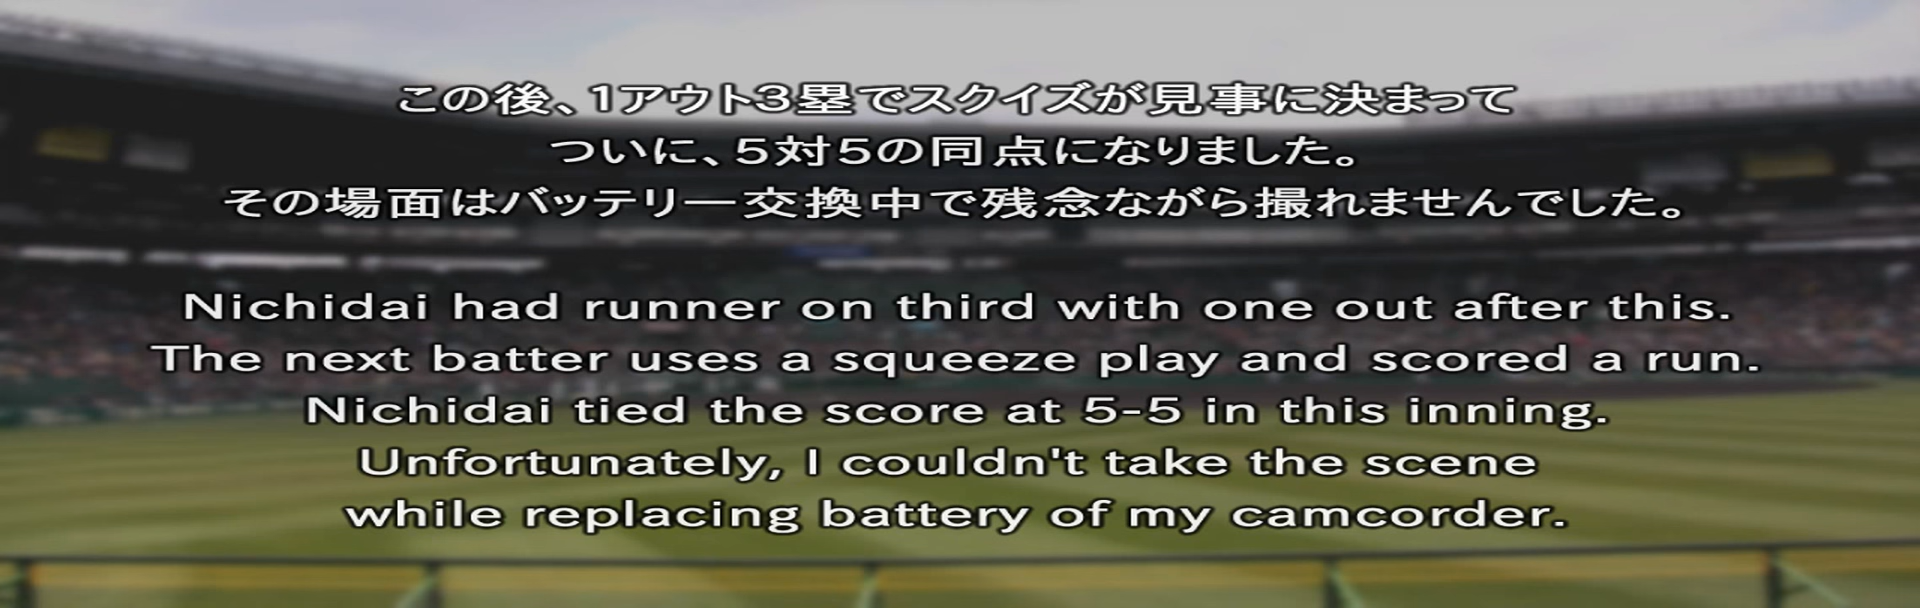 この後、1アウト3塁でスクイズが見事に決まって
ついに、5対5の同点になりました。
その場面はバッテリー交換中で残念ながら撮れませんでした。
Nichidai had runner on third with one out after this.
The next batter uses a squeeze play and scored a run.
Nichidai tied the score at 5-5 in this inning.
Unfortunately, I couldn't take the scene
while replacing battery of my camcorder.